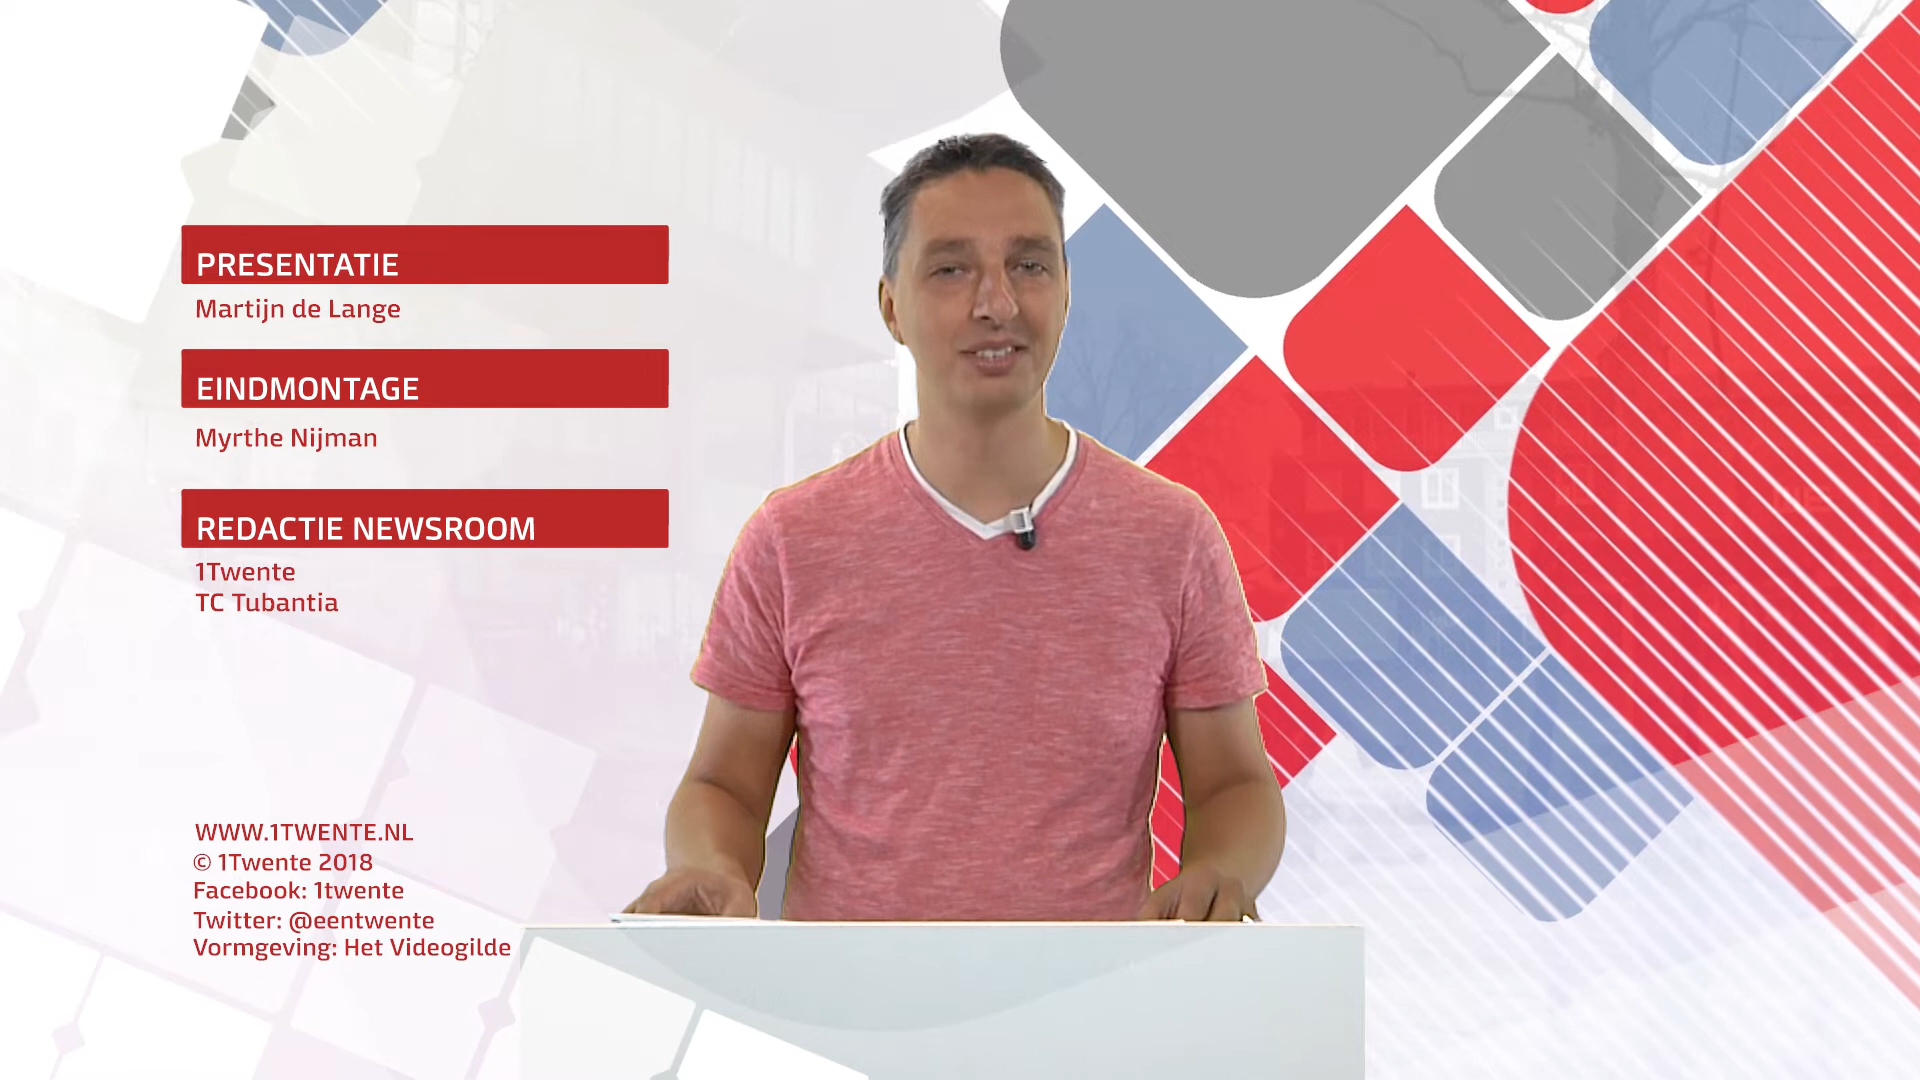 PRESENTATIE
Martijn de Lange
EINDMONTAGE
Myrthe Nijman
REDACTIE NEWSROOM
1Twente
TC Tubantia
WWW.1TWENTE.NL
© 1Twente 2018
Facebook: 1twente
Twitter: @eentwente
Vormgeving: Het Videogilde